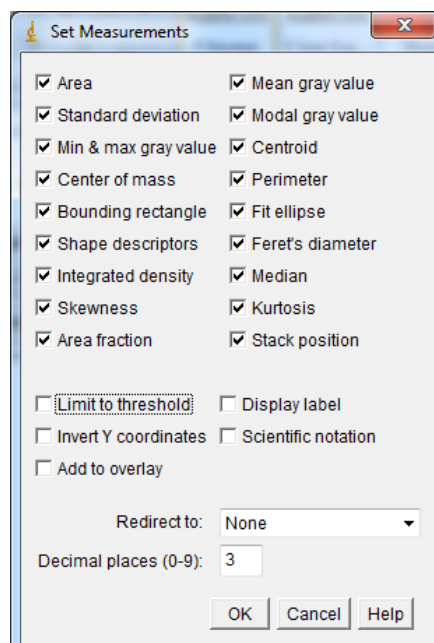 Set Measurements
Area Mean gray value
Standard deviation Modal gray value
Min & max gray value Centroid
Center of mass Perimeter
Bounding rectangle Fit ellipse
Shape descriptors Feret's diameter
Integrated density Median
Skewness Kurtosis
Area fraction Stack position
Limit to threshold Display label
Invert Y coordinates Scientific notation
Add to overlay
Redirect to: None
Decimal places (0-9): 3
OK Cancel Help